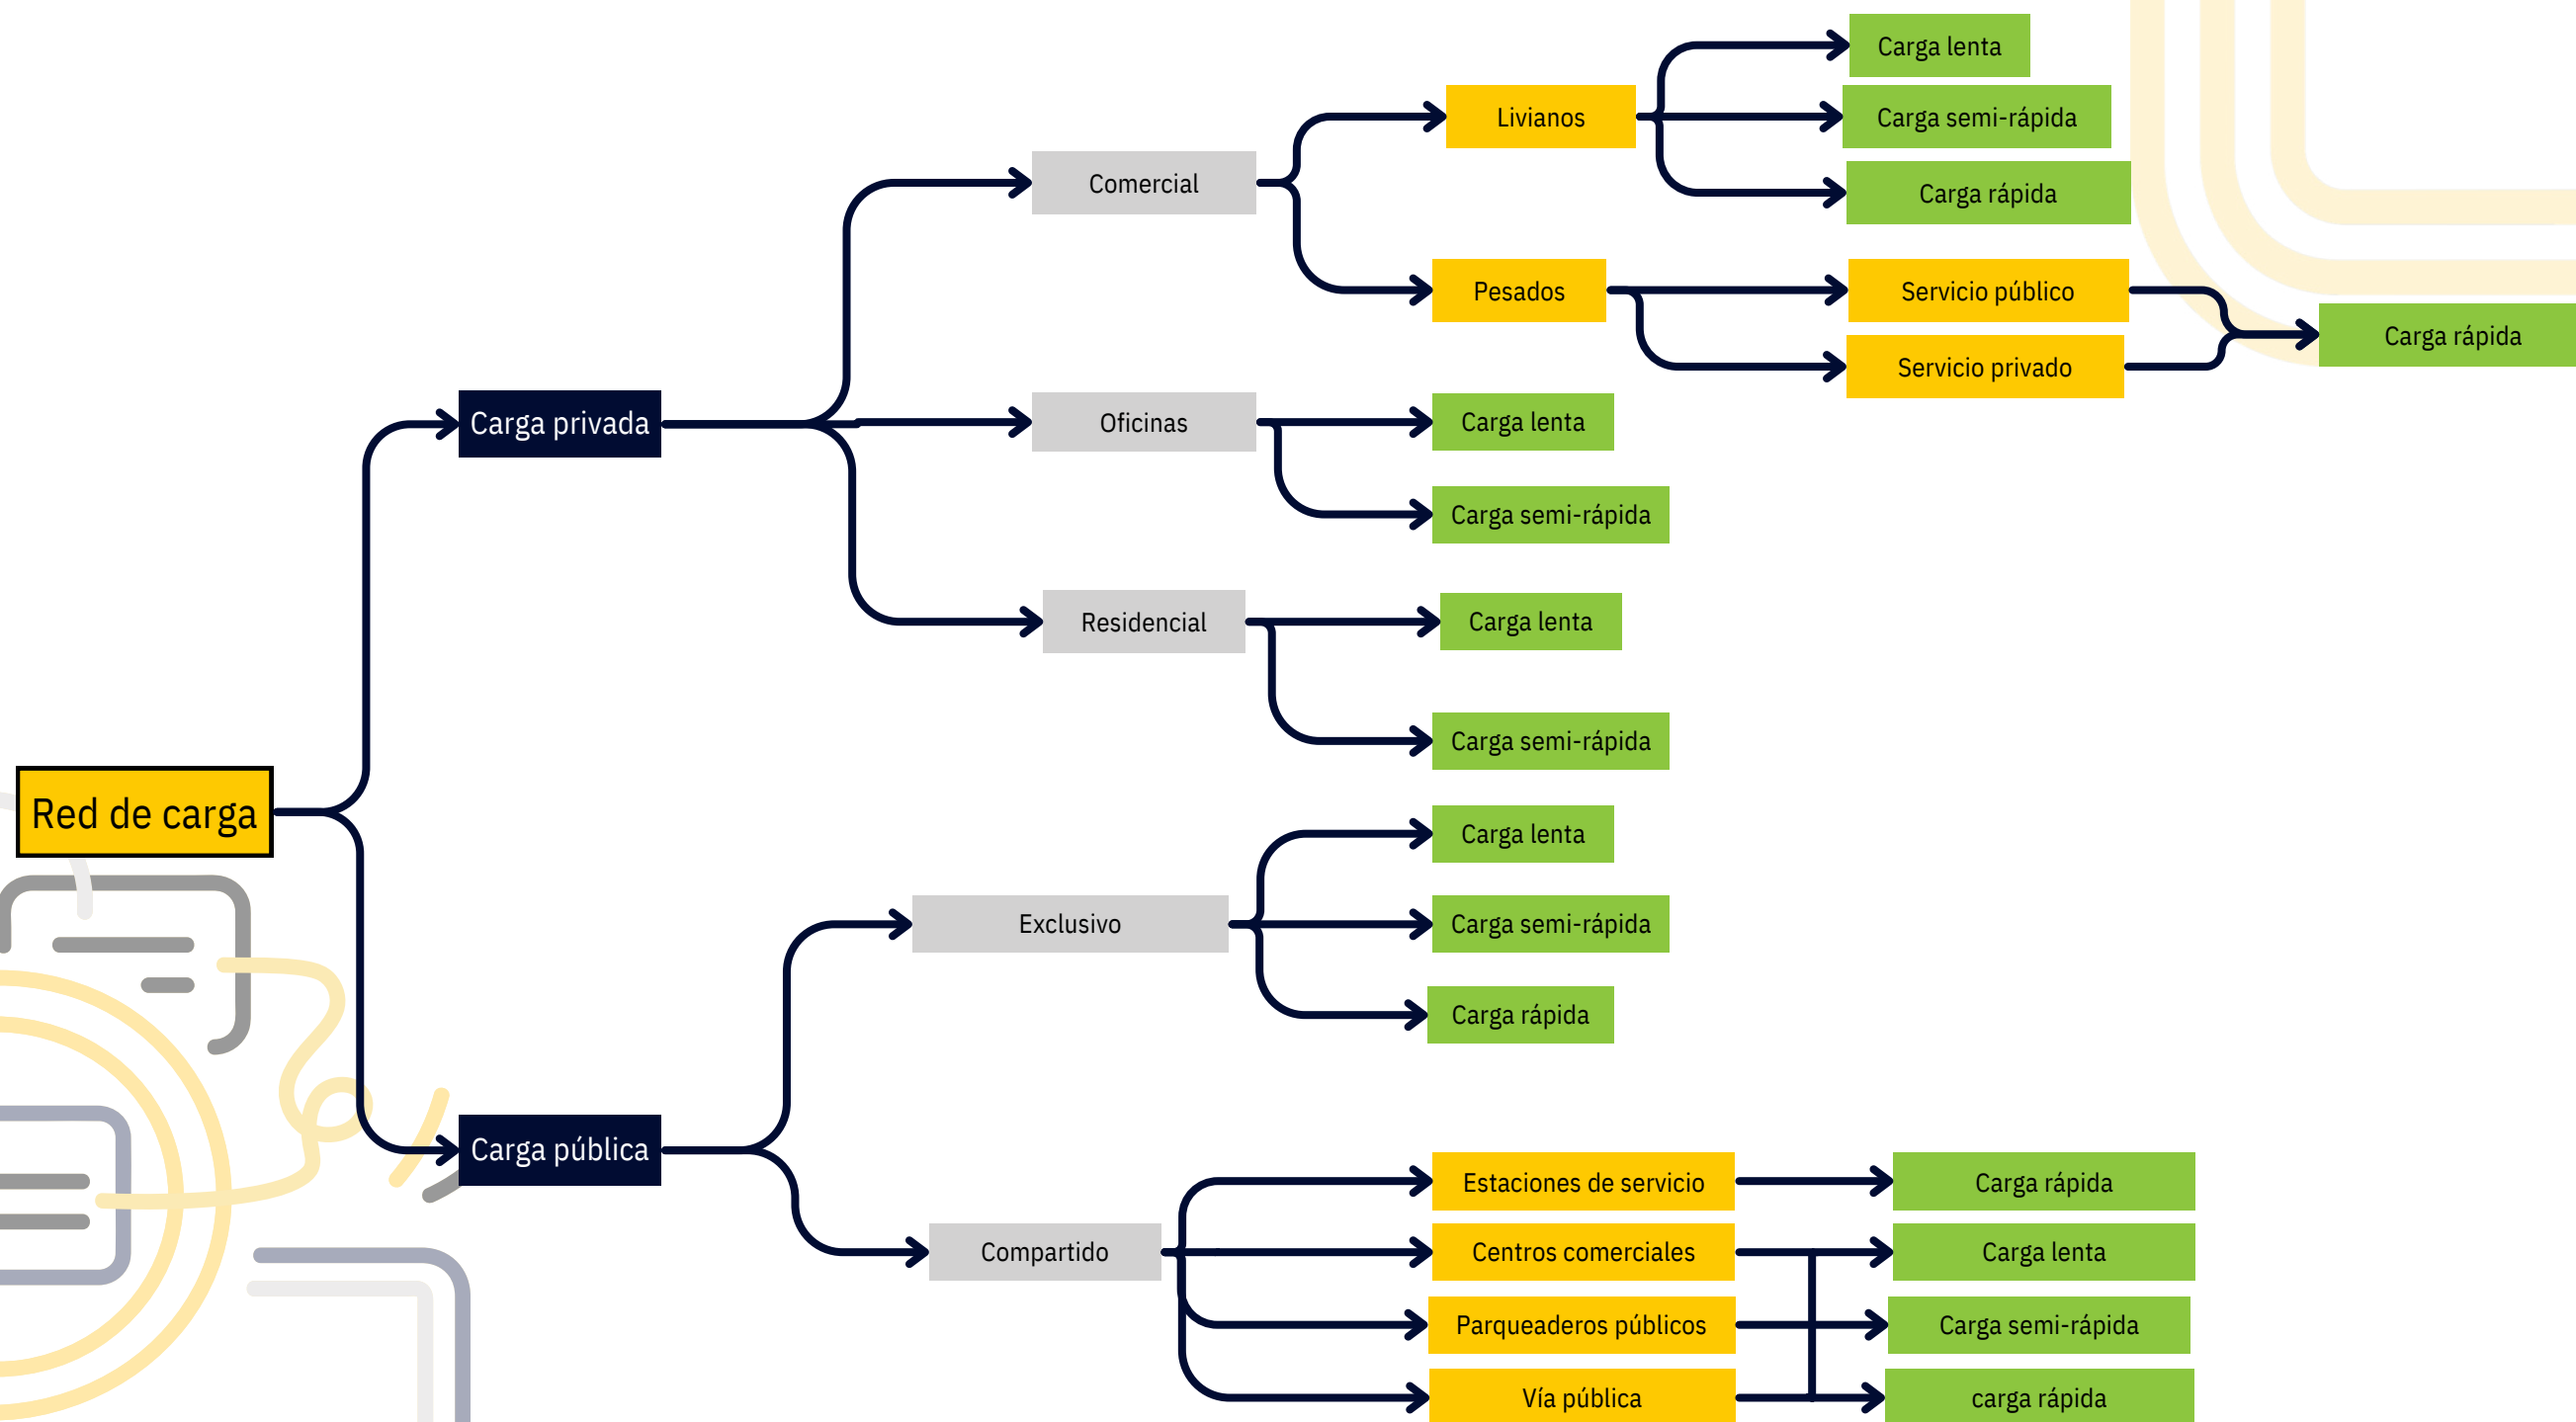 Carga lenta
Livianos
Carga semi-rápida
Comercial
Carga rápida
Pesados
Servicio público
Carga rápida
Servicio privado
Carga privada
Oficinas
Carga lenta
Carga semi-rápida
Residencial
Carga lenta
Carga semi-rápida
Red de carga
Carga lenta
Exclusivo
Carga semi-rápida
Carga rápida
Carga pública
Estaciones de servicio
Carga rápida
Compartido
Centros comerciales
Carga lenta
Parqueaderos públicos
Carga semi-rápida
Vía pública
carga rápida